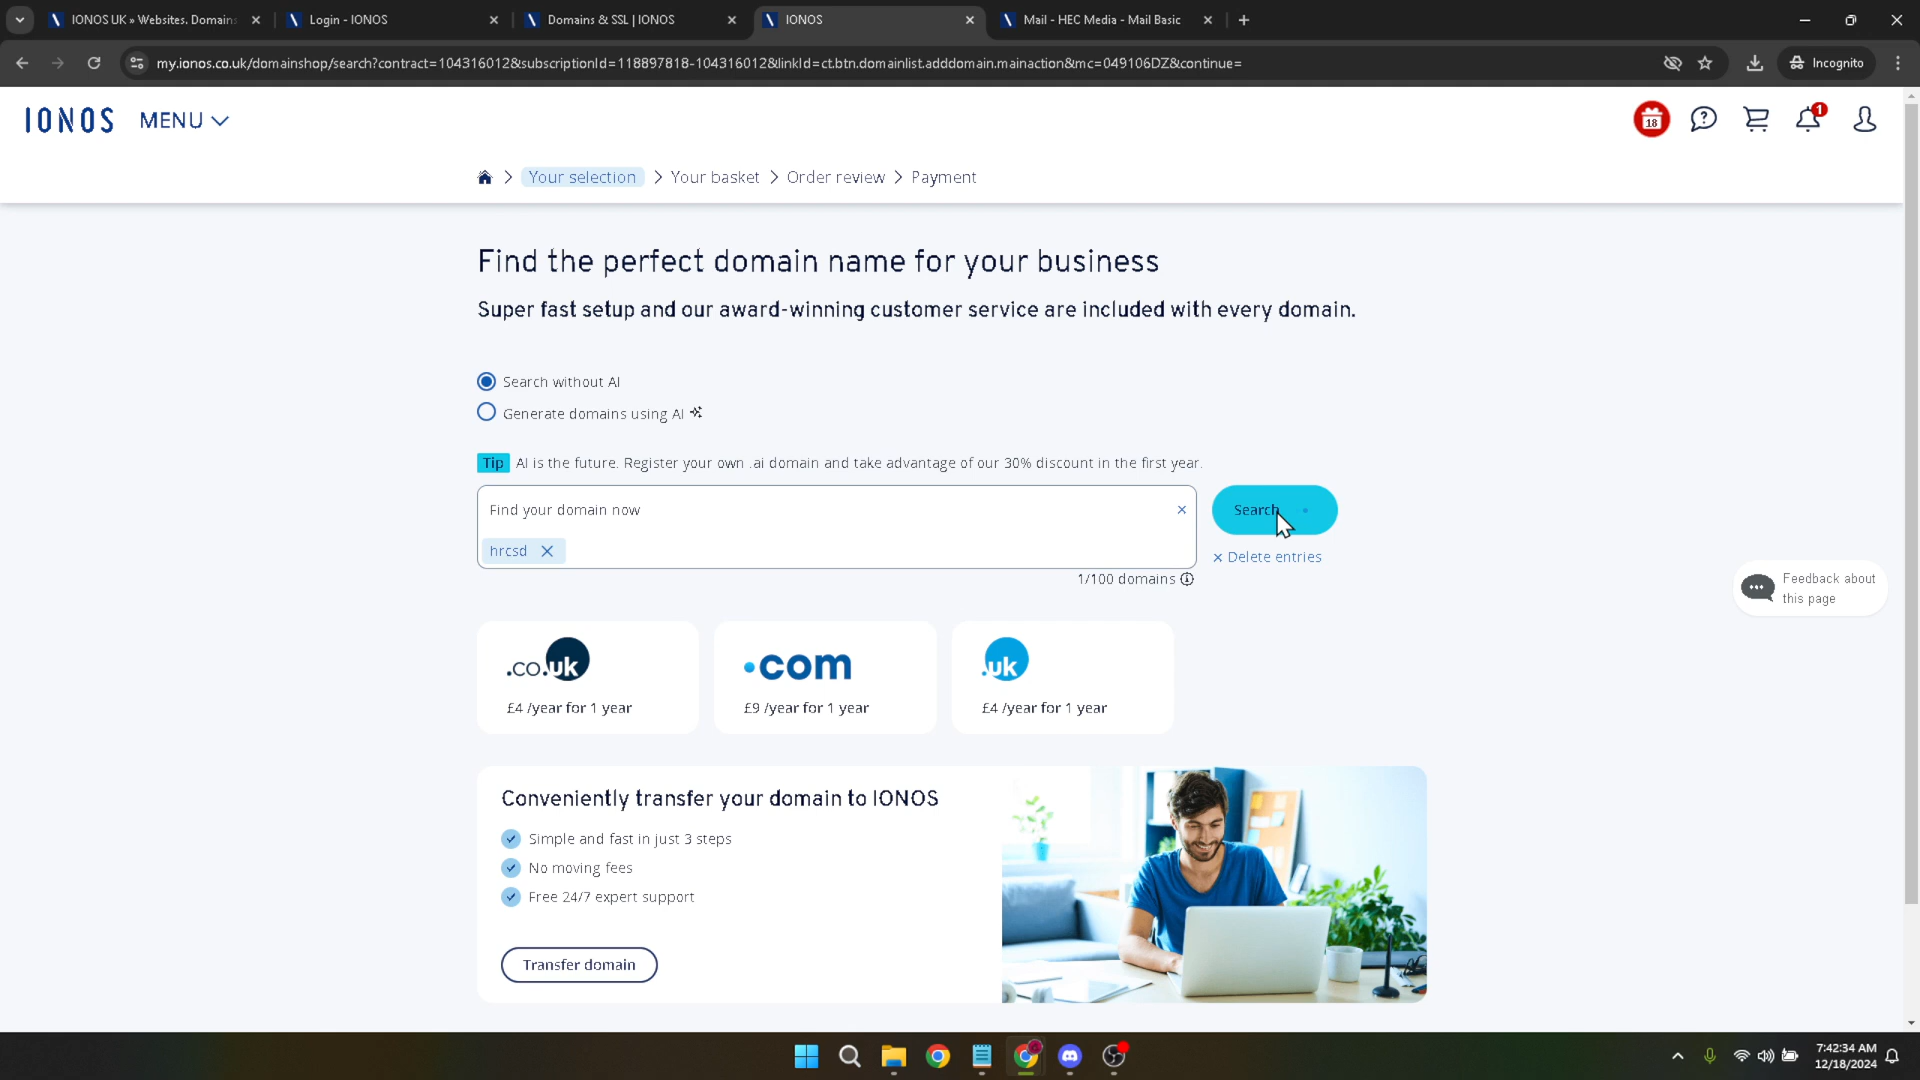 IONOS UK » Websites. Domains
Login - IONOS
Domains & SSL | IONOS
IONOS
Mail - HEC Media - Mail Basic
my.ionos.co.uk/domainshop/search?contract=104316012&subscriptionId=118897818-104316012&linkId=ct.btn.domainlist.adddomain.mainaction&mc=049106DZ&continue=
Incognito
IONOS
MENU
18
1
Your selection
Your basket
Order review
Payment
Find the perfect domain name for your business
Super fast setup and our award-winning customer service are included with every domain.
Search without AI
Generate domains using AI
Tip AI is the future. Register your own .ai domain and take advantage of our 30% discount in the first year.
Find your domain now
Search
hrcsd
Delete entries
1/100 domains
Feedback about
this page
.co.uk
.com
.uk
£4 /year for 1 year
£9 /year for 1 year
£4 /year for 1 year
Conveniently transfer your domain to IONOS
Simple and fast in just 3 steps
No moving fees
Free 24/7 expert support
Transfer domain
7:42:34 AM
12/18/2024